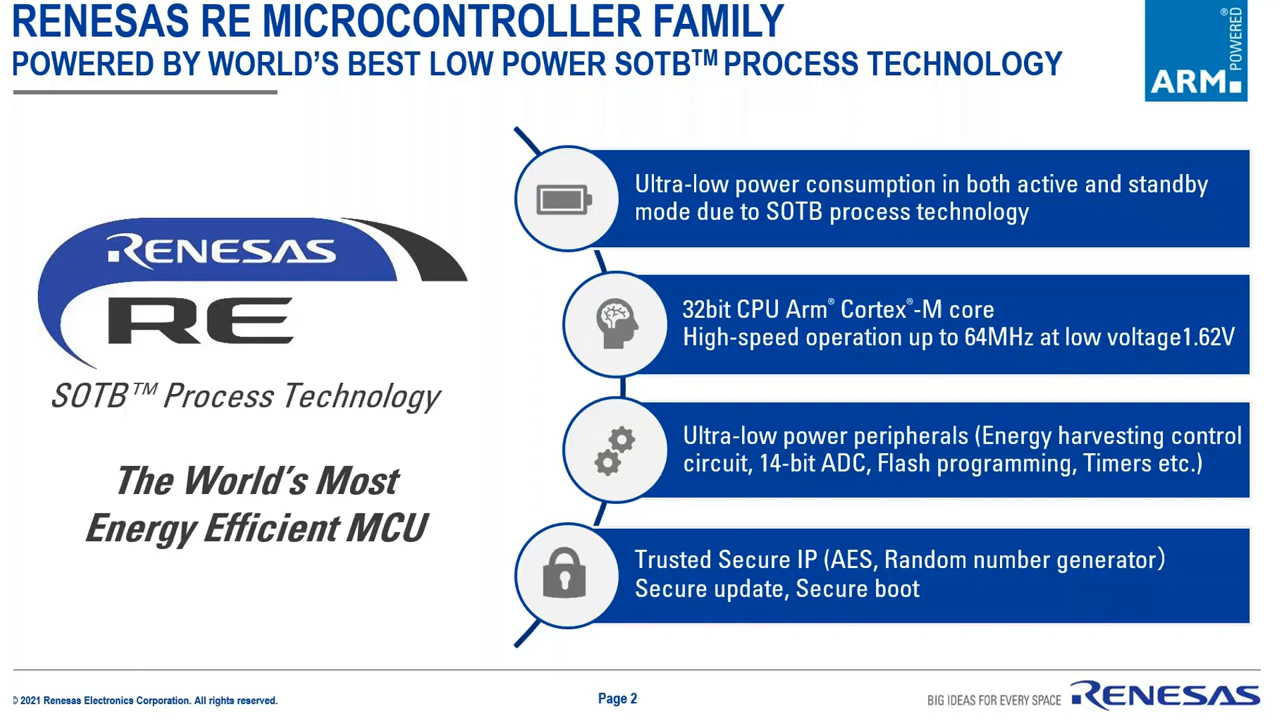 RENESAS RE MICROCONTROLLER FAMILY
POWERED BY WORLD'S BEST LOW POWER SOTB™ PROCESS TECHNOLOGY
ARM®POWERED
Ultra-low power consumption in both active and standby
mode due to SOTB process technology
RENESAS
RE
SOTB™ Process Technology
The World's Most
Energy Efficient MCU
32bit CPU Arm® Cortex®-M core
High-speed operation up to 64MHz at low voltage1.62V
Ultra-low power peripherals (Energy harvesting control
circuit, 14-bit ADC, Flash programming, Timers etc.)
Trusted Secure IP (AES, Random number generator）
Secure update, Secure boot
© 2021 Renesas Electronics Corporation. All rights reserved.
Page 2
BIG IDEAS FOR EVERY SPACE RENESAS